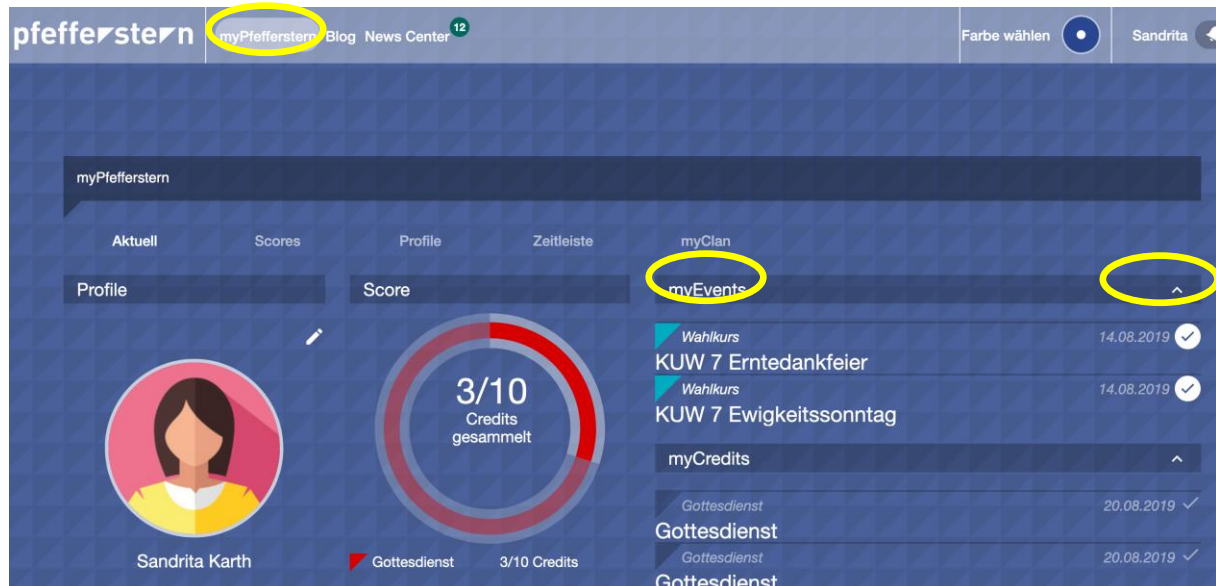 pfefferstern myPfefferstern Blog News Center 12 Farbe wählen Sandrita
myPfefferstern
Aktuell Scores Profile Zeitleiste myClan
Profile Score myEvents
Wahlkurs 14.08.2019
KUW 7 Erntedankfeier
Wahlkurs 14.08.2019
KUW 7 Ewigkeitssonntag
3/10
Credits
gesammelt
myCredits
Gottesdienst 20.08.2019
Gottesdienst
Gottesdienst 20.08.2019
Gottesdienst
Sandrita Karth
Gottesdienst 3/10 Credits